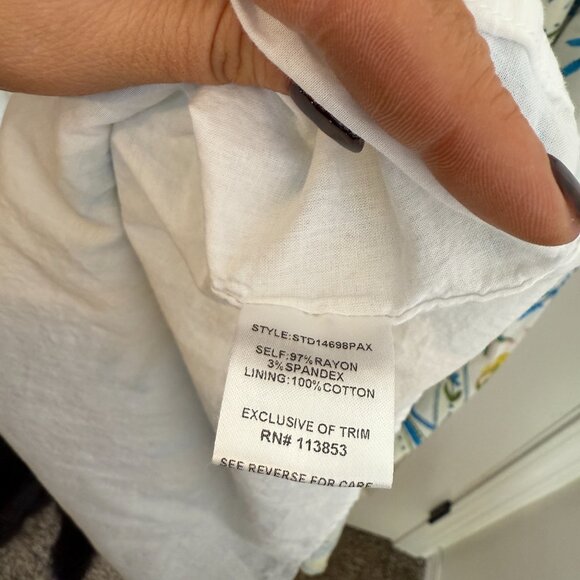 STYLE:STD14698PAX
SELF:97%RAYON
3%SPANDEX
LINING:100%COTTON
EXCLUSIVE OF TRIM
RN# 113853
SEE REVERSE FOR CARE